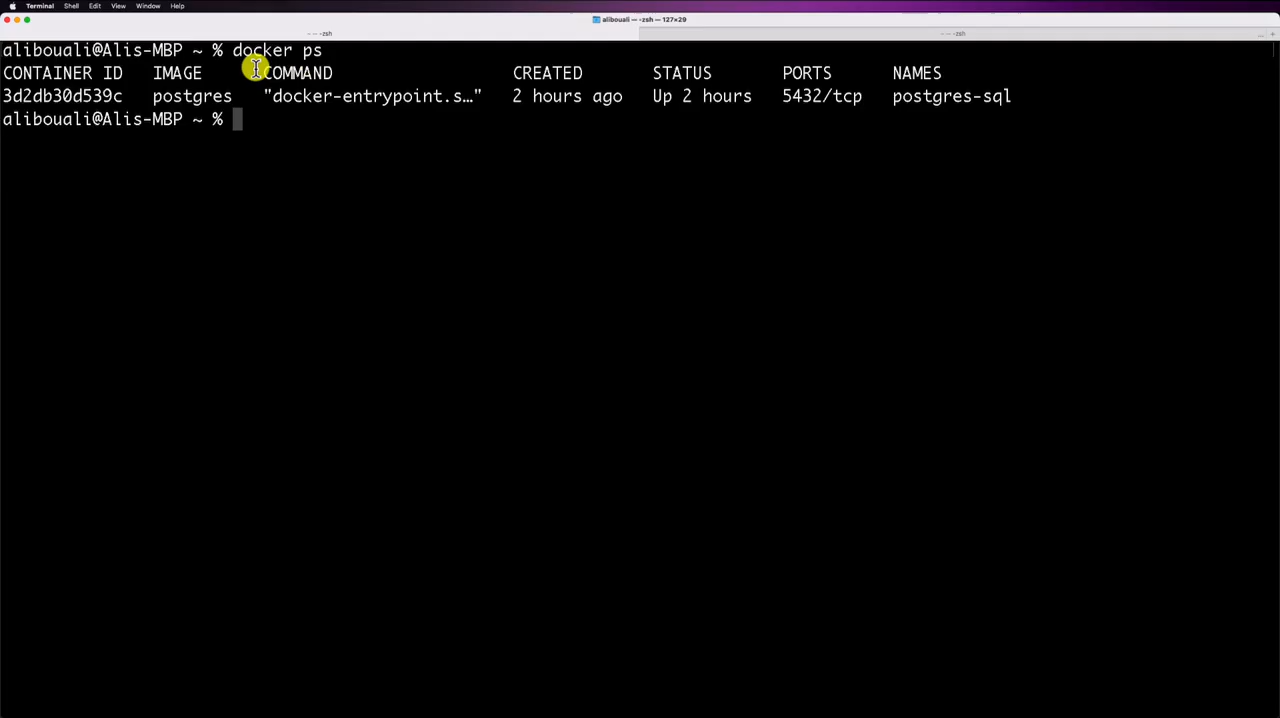 Terminal Shell Edit View Window Help
alibouali — -zsh — 127×29
-- -zsh
-- -zsh
alibouali@Alis-MBP ~ % docker ps
CONTAINER ID IMAGE COMMAND CREATED STATUS PORTS NAMES
3d2db30d539c postgres "docker-entrypoint.s…" 2 hours ago Up 2 hours 5432/tcp postgres-sql
alibouali@Alis-MBP ~ %